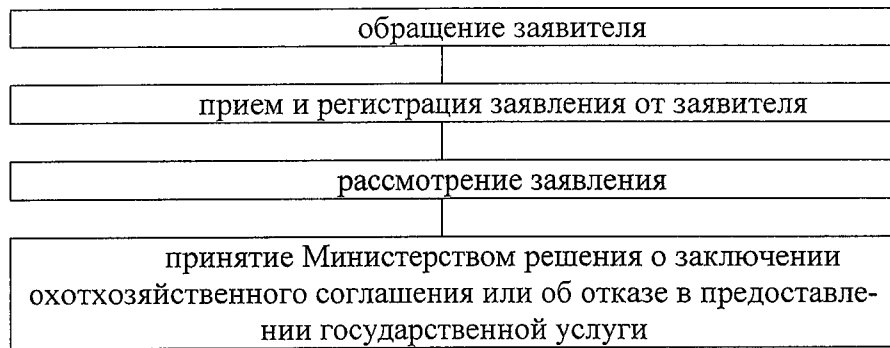 обращение заявителя
прием и регистрация заявления от заявителя
рассмотрение заявления
принятие Министерством решения о заключении
охотхозяйственного соглашения или об отказе в предоставле-
нии государственной услуги